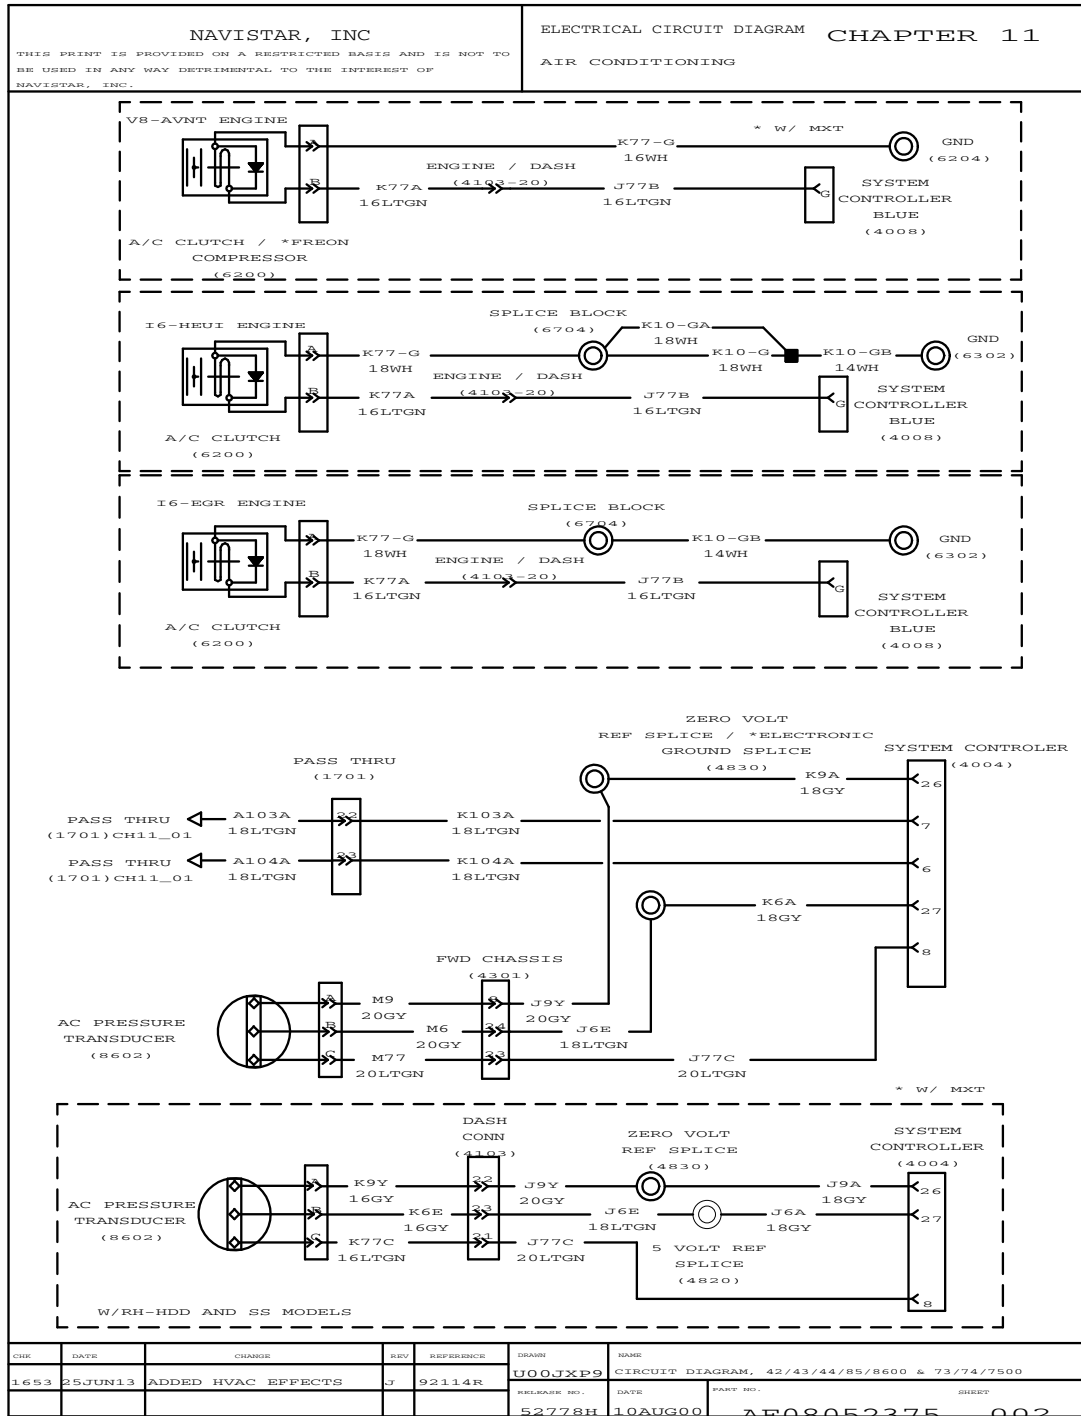 NAVISTAR, INC
THIS PRINT IS PROVIDED ON A RESTRICTED BASIS AND IS NOT TO
BE USED IN ANY WAY DETRIMENTAL TO THE INTEREST OF
NAVISTAR, INC.
ELECTRICAL CIRCUIT DIAGRAM CHAPTER 11
AIR CONDITIONING
V8-AVNT ENGINE
* W/ MXT
A
K77-G
16WH
GND
(6204)
ENGINE / DASH
(4103-20)
B
K77A
16LTGN
J77B
16LTGN
G
SYSTEM
CONTROLLER
BLUE
(4008)
A/C CLUTCH / *FREON
COMPRESSOR
(6200)
I6-HEUI ENGINE
SPLICE BLOCK
(6704)
K10-GA
18WH
A
K77-G
18WH
K10-G
18WH
K10-GB
14WH
GND
(6302)
ENGINE / DASH
(4103-20)
B
K77A
16LTGN
J77B
16LTGN
G
SYSTEM
CONTROLLER
BLUE
(4008)
A/C CLUTCH
(6200)
I6-EGR ENGINE
SPLICE BLOCK
(6704)
A
K77-G
18WH
K10-GB
14WH
GND
(6302)
ENGINE / DASH
(4103-20)
B
K77A
16LTGN
J77B
16LTGN
G
SYSTEM
CONTROLLER
BLUE
(4008)
A/C CLUTCH
(6200)
ZERO VOLT
REF SPLICE / *ELECTRONIC
GROUND SPLICE
(4830)
SYSTEM CONTROLER
(4004)
K9A
18GY
26
PASS THRU
(1701)
PASS THRU
(1701)CH11_01
A103A
18LTGN
22
K103A
18LTGN
7
PASS THRU
(1701)CH11_01
A104A
18LTGN
23
K104A
18LTGN
6
K6A
18GY
27
8
FWD CHASSIS
(4301)
AC PRESSURE
TRANSDUCER
(8602)
A
M9
20GY
9
J9Y
20GY
B
M6
20GY
24
J6E
18LTGN
C
M77
20LTGN
23
J77C
20LTGN
* W/ MXT
DASH
CONN
(4103)
ZERO VOLT
REF SPLICE
(4830)
SYSTEM
CONTROLLER
(4004)
AC PRESSURE
TRANSDUCER
(8602)
A
K9Y
16GY
22
J9Y
20GY
J9A
18GY
26
B
K6E
16GY
23
J6E
18LTGN
J6A
18GY
27
C
K77C
16LTGN
21
J77C
20LTGN
5 VOLT REF
SPLICE
(4820)
8
W/RH-HDD AND SS MODELS
CHK DATE CHANGE REV REFERENCE DRAWN NAME
1653 25JUN13 ADDED HVAC EFFECTS J 92114R U00JXP9 CIRCUIT DIAGRAM, 42/43/44/85/8600 & 73/74/7500
RELEASE NO. DATE PART NO. SHEET
52778H 10AUG00 AE08052375 002